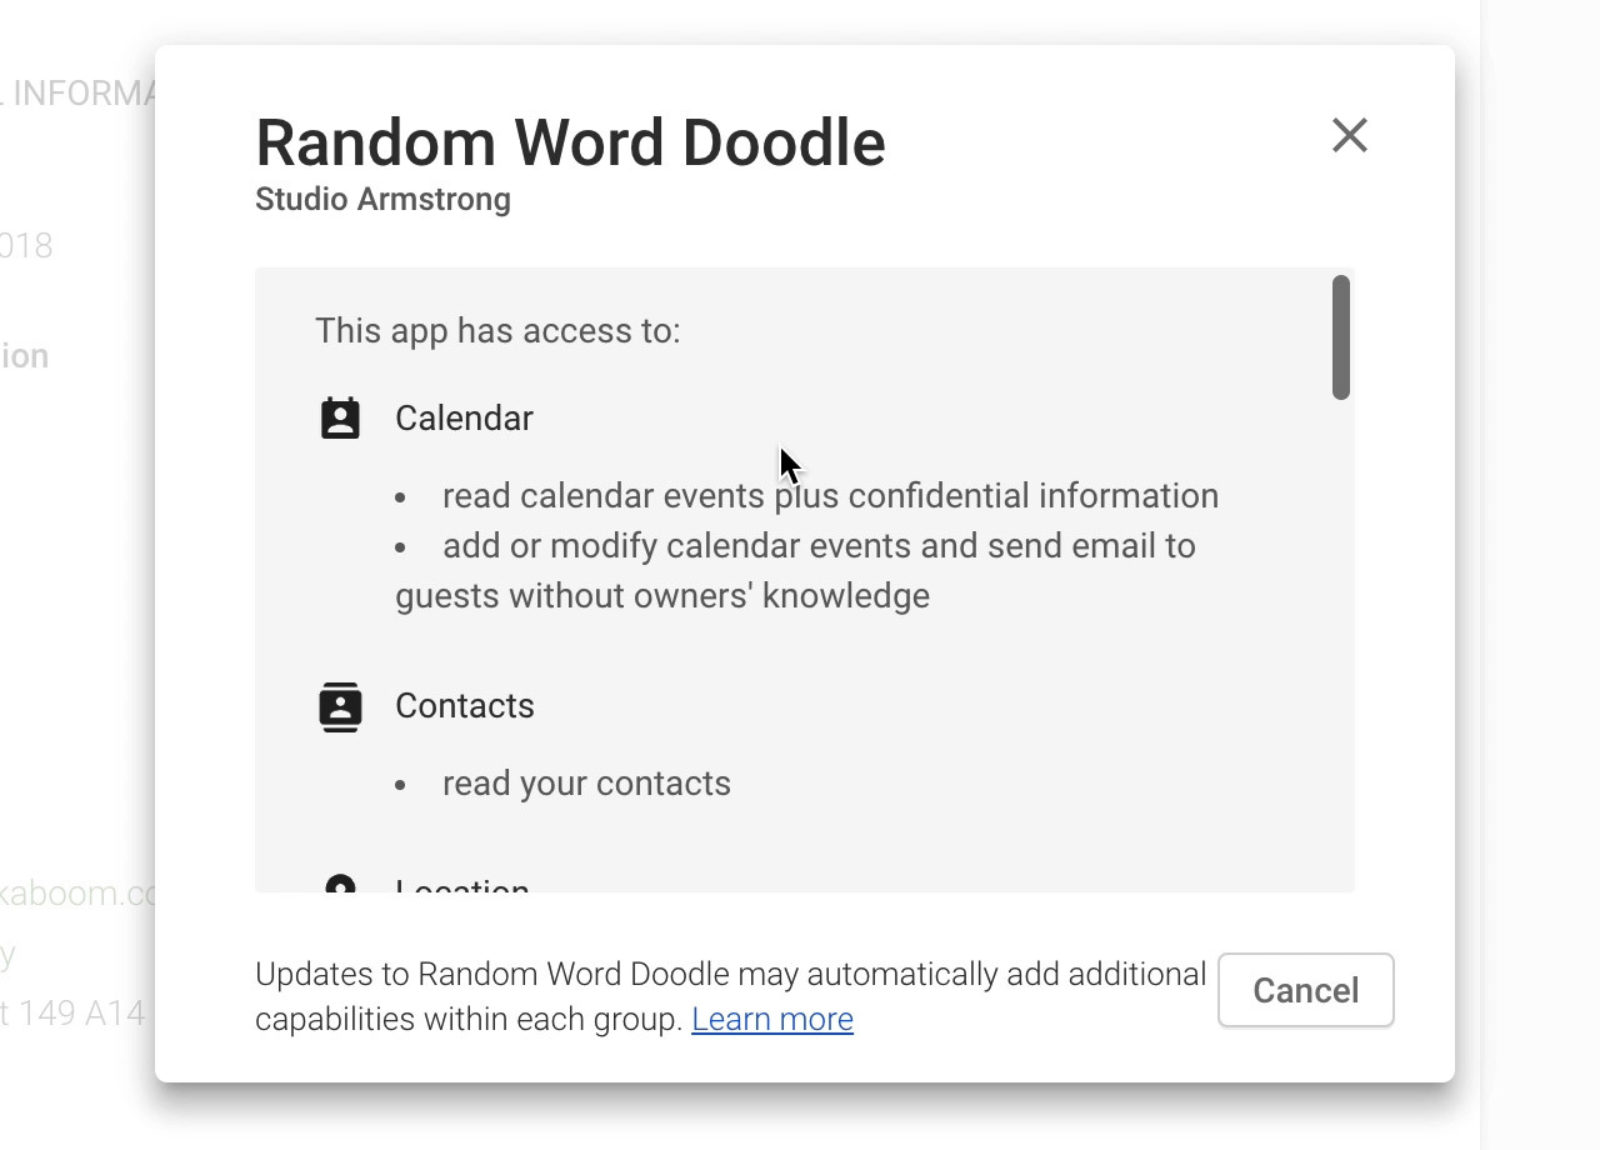 INFORMA
Random Word Doodle
Studio Armstrong
018
This app has access to:
ion
Calendar
• read calendar events plus confidential information
• add or modify calendar events and send email to
guests without owners' knowledge
Contacts
• read your contacts
Location
kaboom.co
y
Updates to Random Word Doodle may automatically add additional
capabilities within each group. Learn more
Cancel
t 149 A14